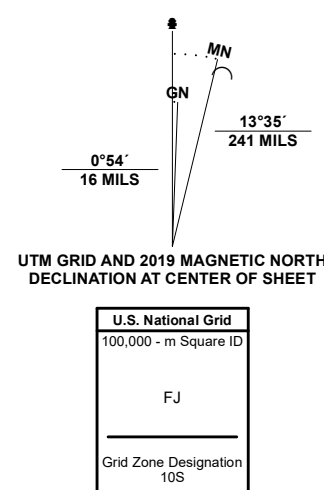 MN
GN
13°35´
241 MILS
0°54´
16 MILS
UTM GRID AND 2019 MAGNETIC NORTH
DECLINATION AT CENTER OF SHEET
U.S. National Grid
100,000 - m Square ID
FJ
Grid Zone Designation
10S